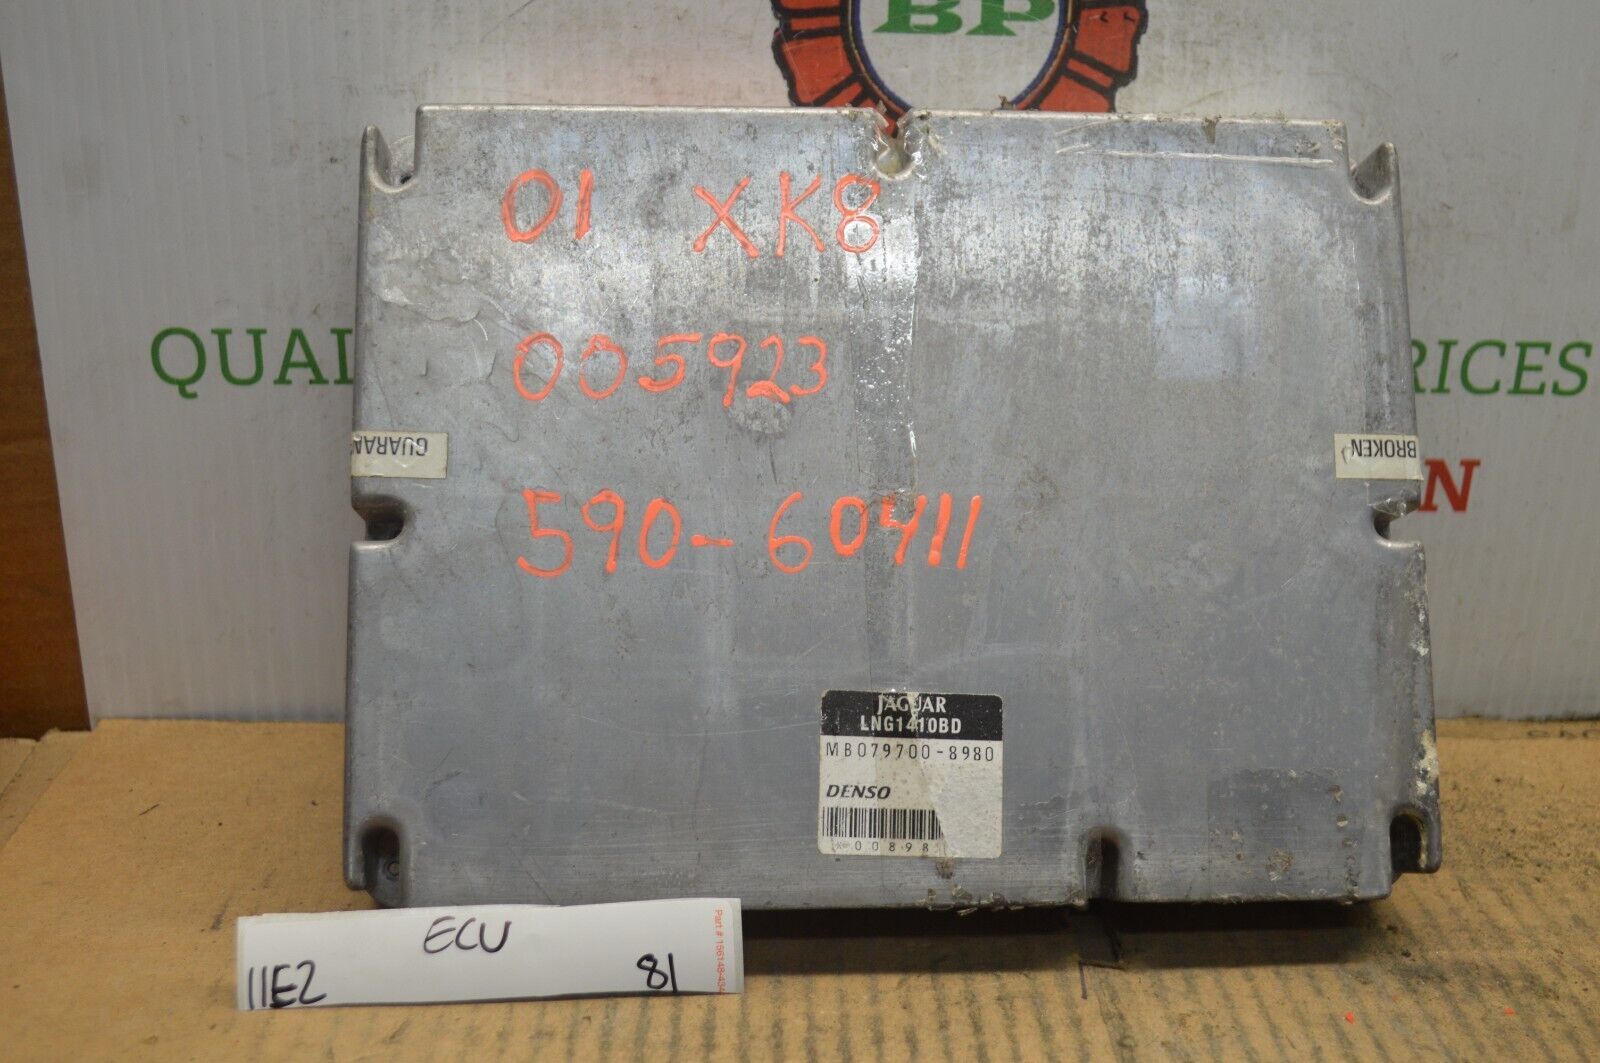 BP
01 XK8
005923
QUAL
RICES
GUARAN
BROKEN
N
590-60411
JAGUAR
LNG1410BD
MB079700-8980
DENSO
00898
ECU
11E2
81